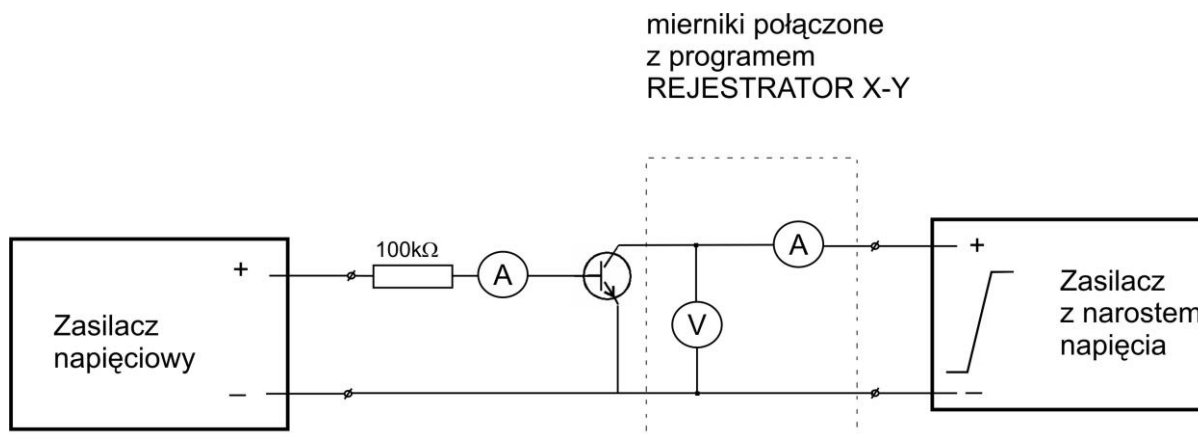 mierniki połączone
z programem
REJESTRATOR X-Y
100kΩ
A
A
V
+
–
Zasilacz
napięciowy
+
–
Zasilacz
z narostem
napięcia